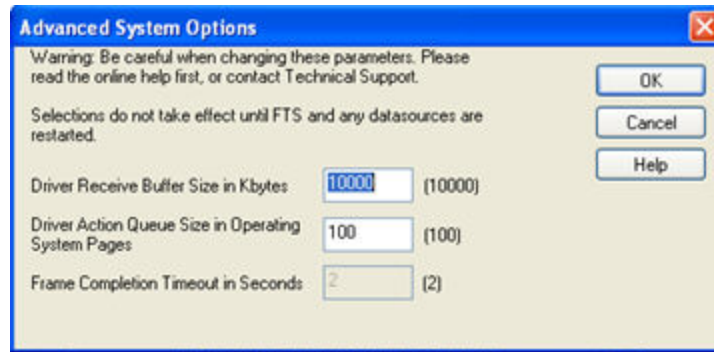 Advanced System Options
Warning: Be careful when changing these parameters. Please
read the online help first, or contact Technical Support.
OK
Selections do not take effect until FTS and any datasources are
restarted.
Cancel
Help
Driver Receive Buffer Size in Kbytes 10000 (10000)
Driver Action Queue Size in Operating
System Pages 100 (100)
Frame Completion Timeout in Seconds 2 (2)